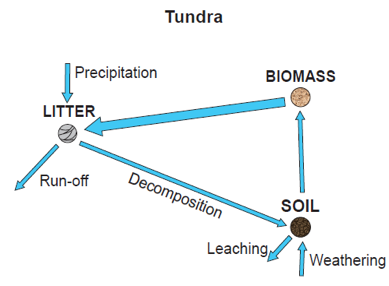 Tundra
Precipitation
BIOMASS
LITTER
Run-off
Decomposition
SOIL
Leaching
Weathering